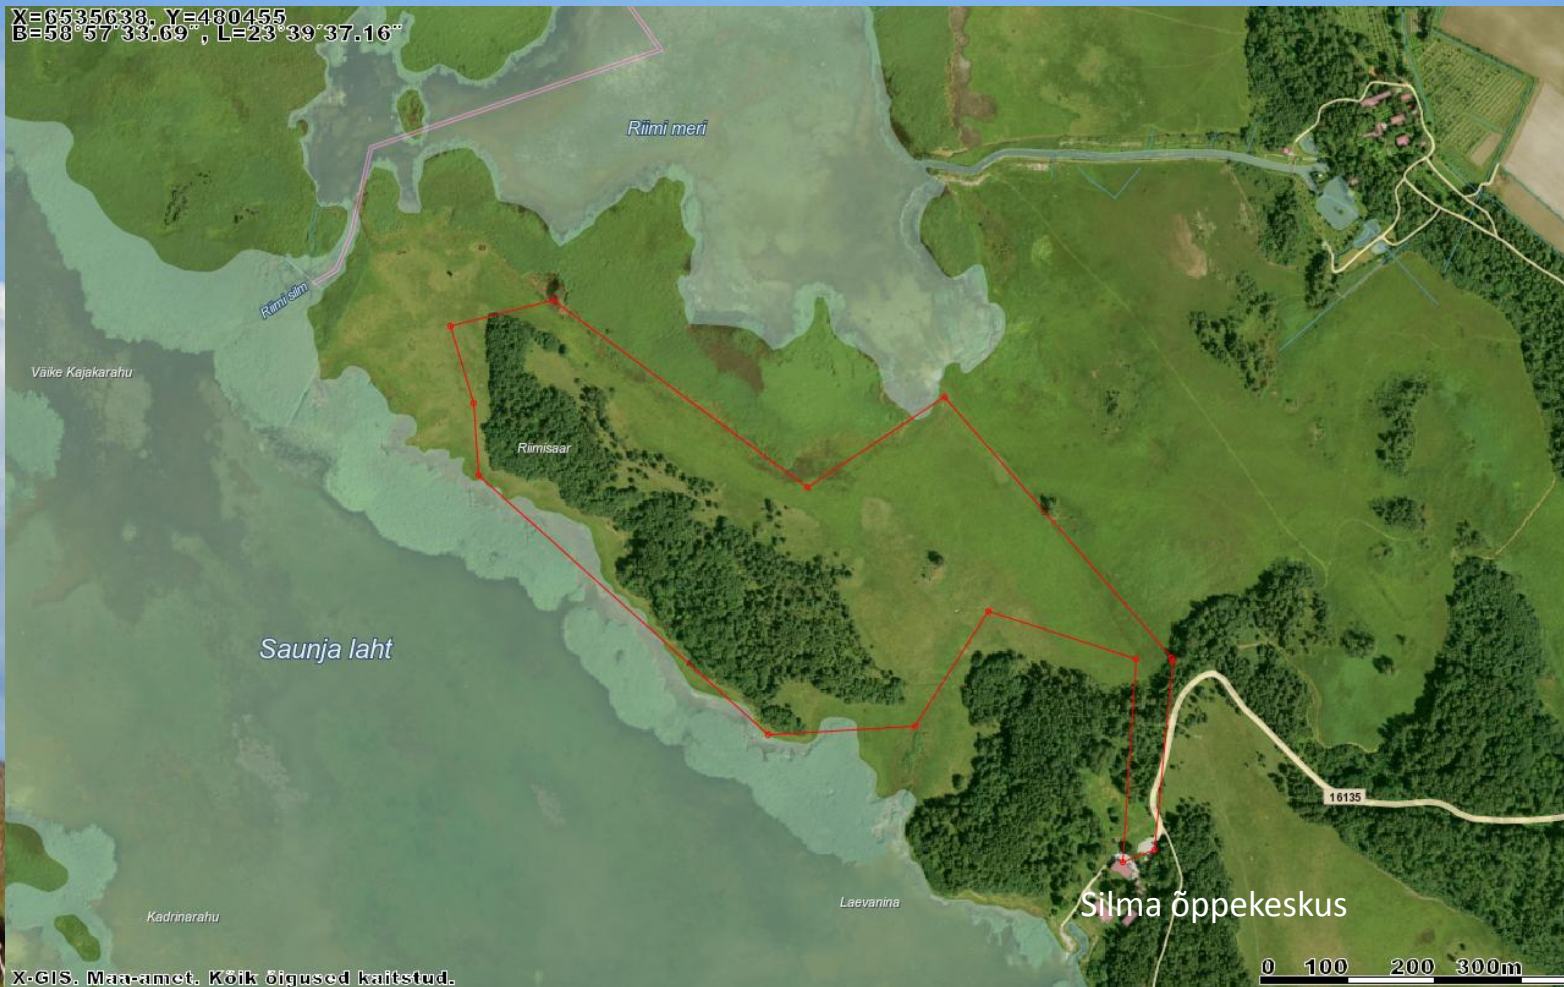 X=6535638, Y=480455
B=58°57´33.69¨, L=23°39´37.16¨
Riimi meri
Riimi silm
Väike Kajakarahu
Riimisaar
Saunja laht
16135
Laevanina
Silma õppekeskus
Kadrinarahu
X-GIS. Maa-amet. Kõik õigused kaitstud.
0 100 200 300m